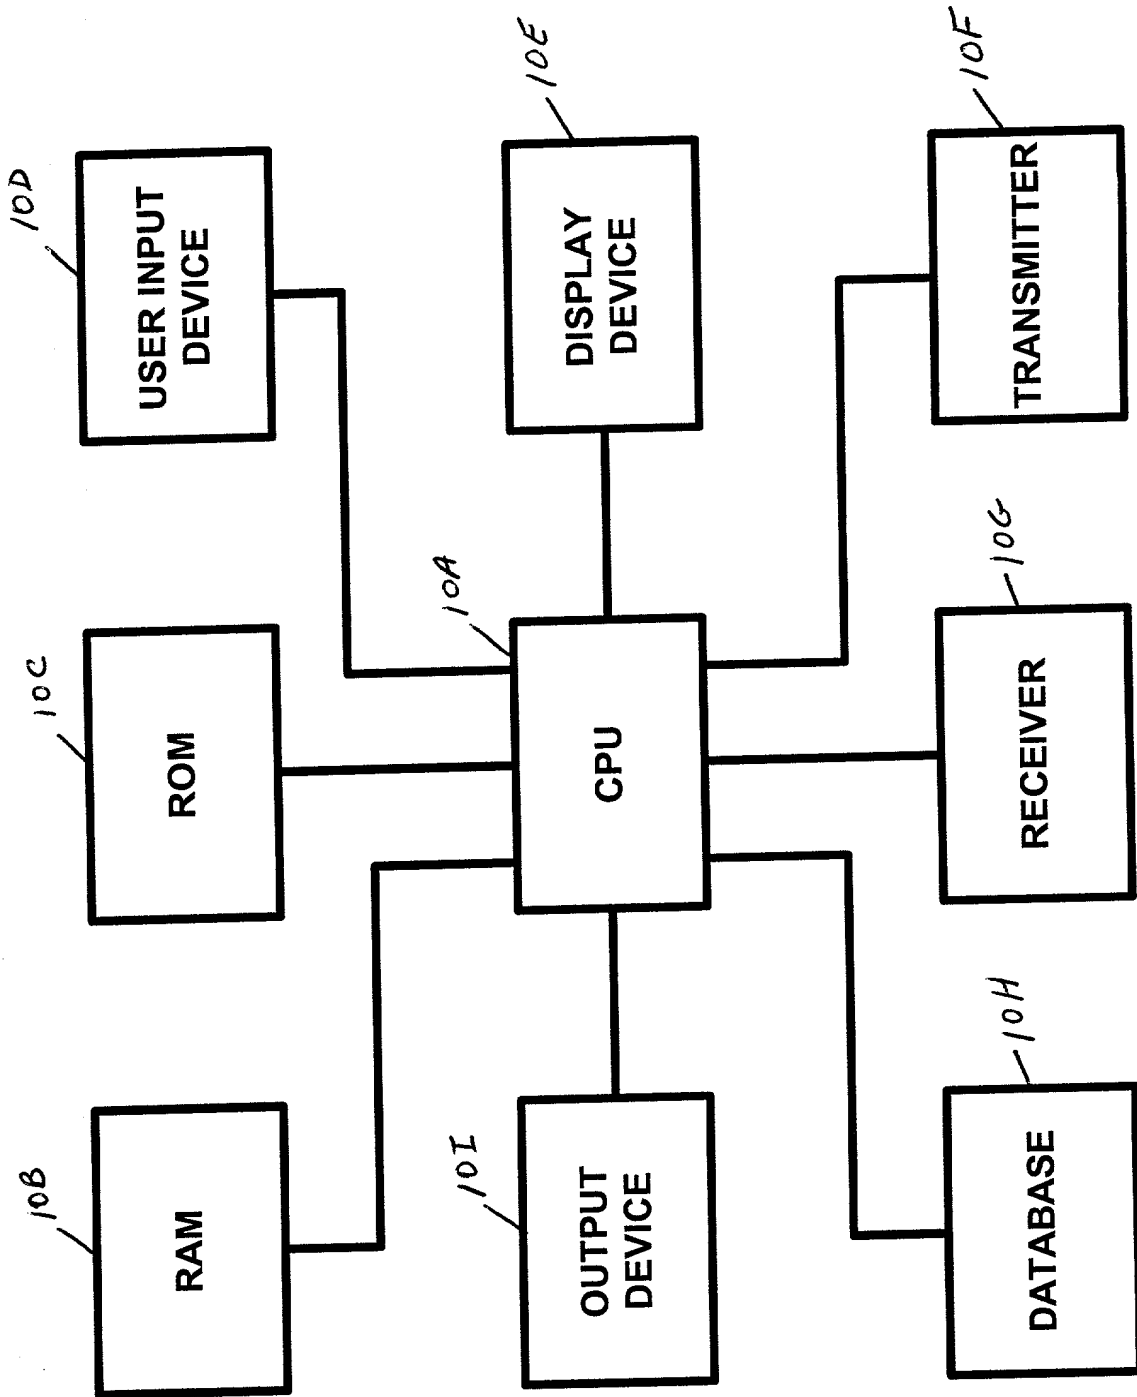 10B
RAM
10C
ROM
10D
USER INPUT
DEVICE
10I
OUTPUT
DEVICE
10A
CPU
10E
DISPLAY
DEVICE
10H
DATABASE
10G
RECEIVER
10F
TRANSMITTER